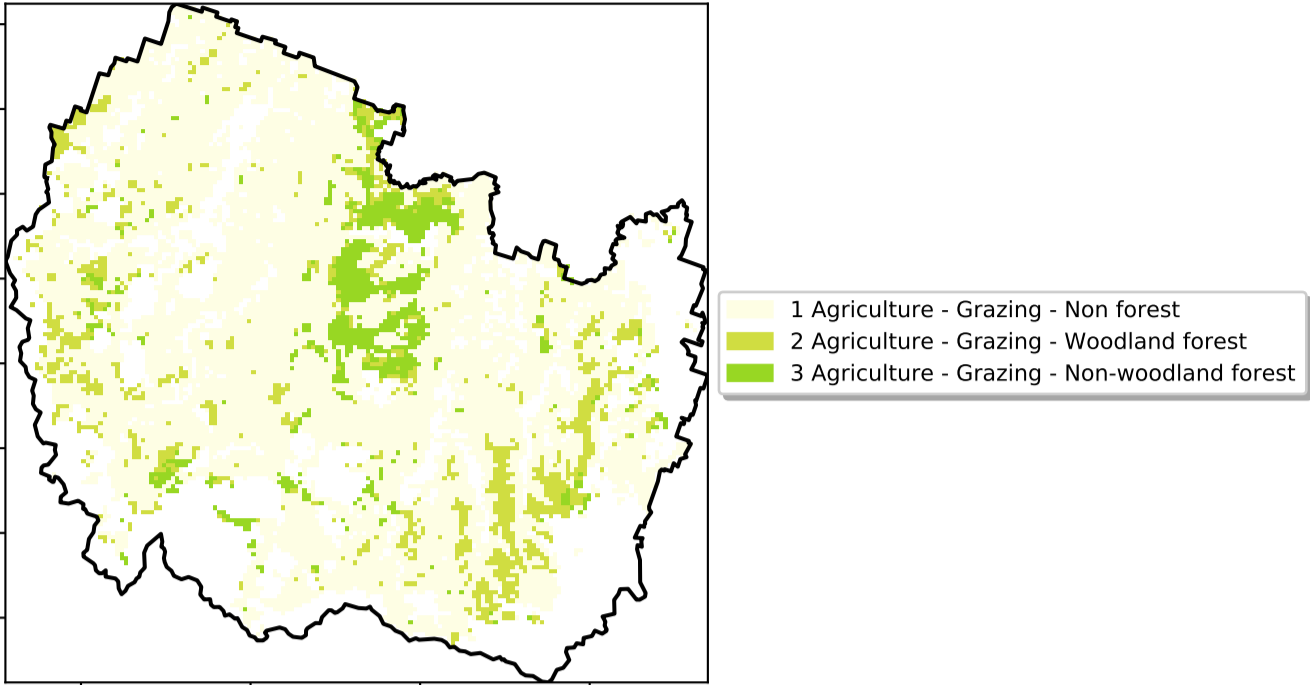 1 Agriculture - Grazing - Non forest
2 Agriculture - Grazing - Woodland forest
3 Agriculture - Grazing - Non-woodland forest